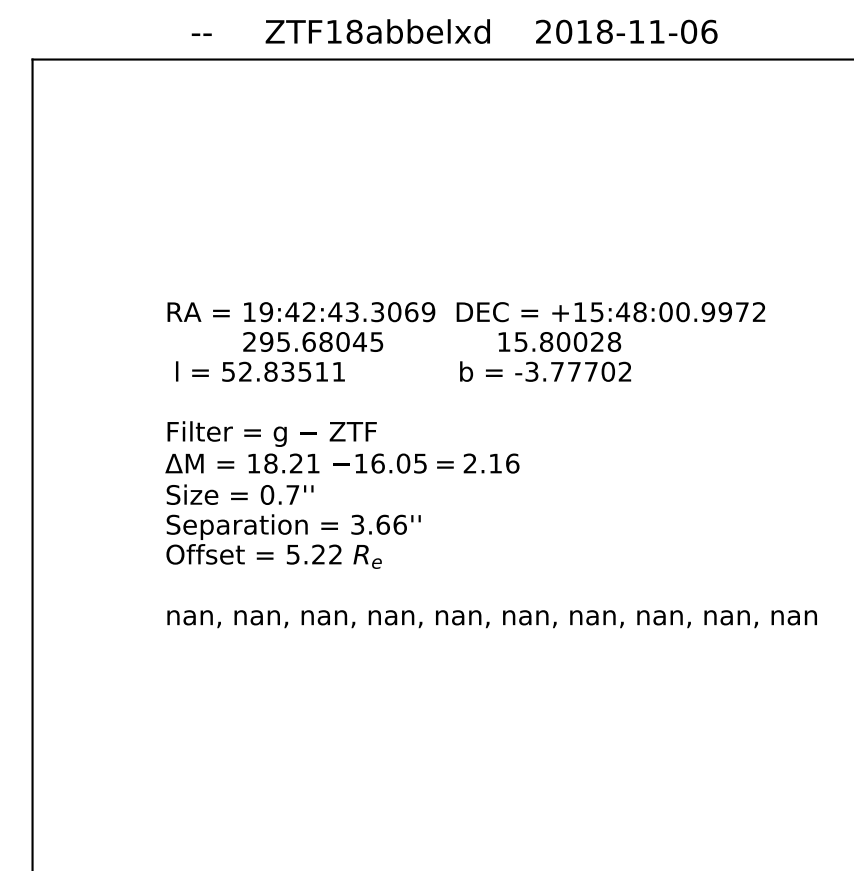 -- ZTF18abbelxd 2018-11-06
RA = 19:42:43.3069 DEC = +15:48:00.9972
295.68045 15.80028
l = 52.83511 b = -3.77702
Filter = g − ZTF
ΔM = 18.21 −16.05 = 2.16
Size = 0.7''
Separation = 3.66''
Offset = 5.22 Re
nan, nan, nan, nan, nan, nan, nan, nan, nan, nan